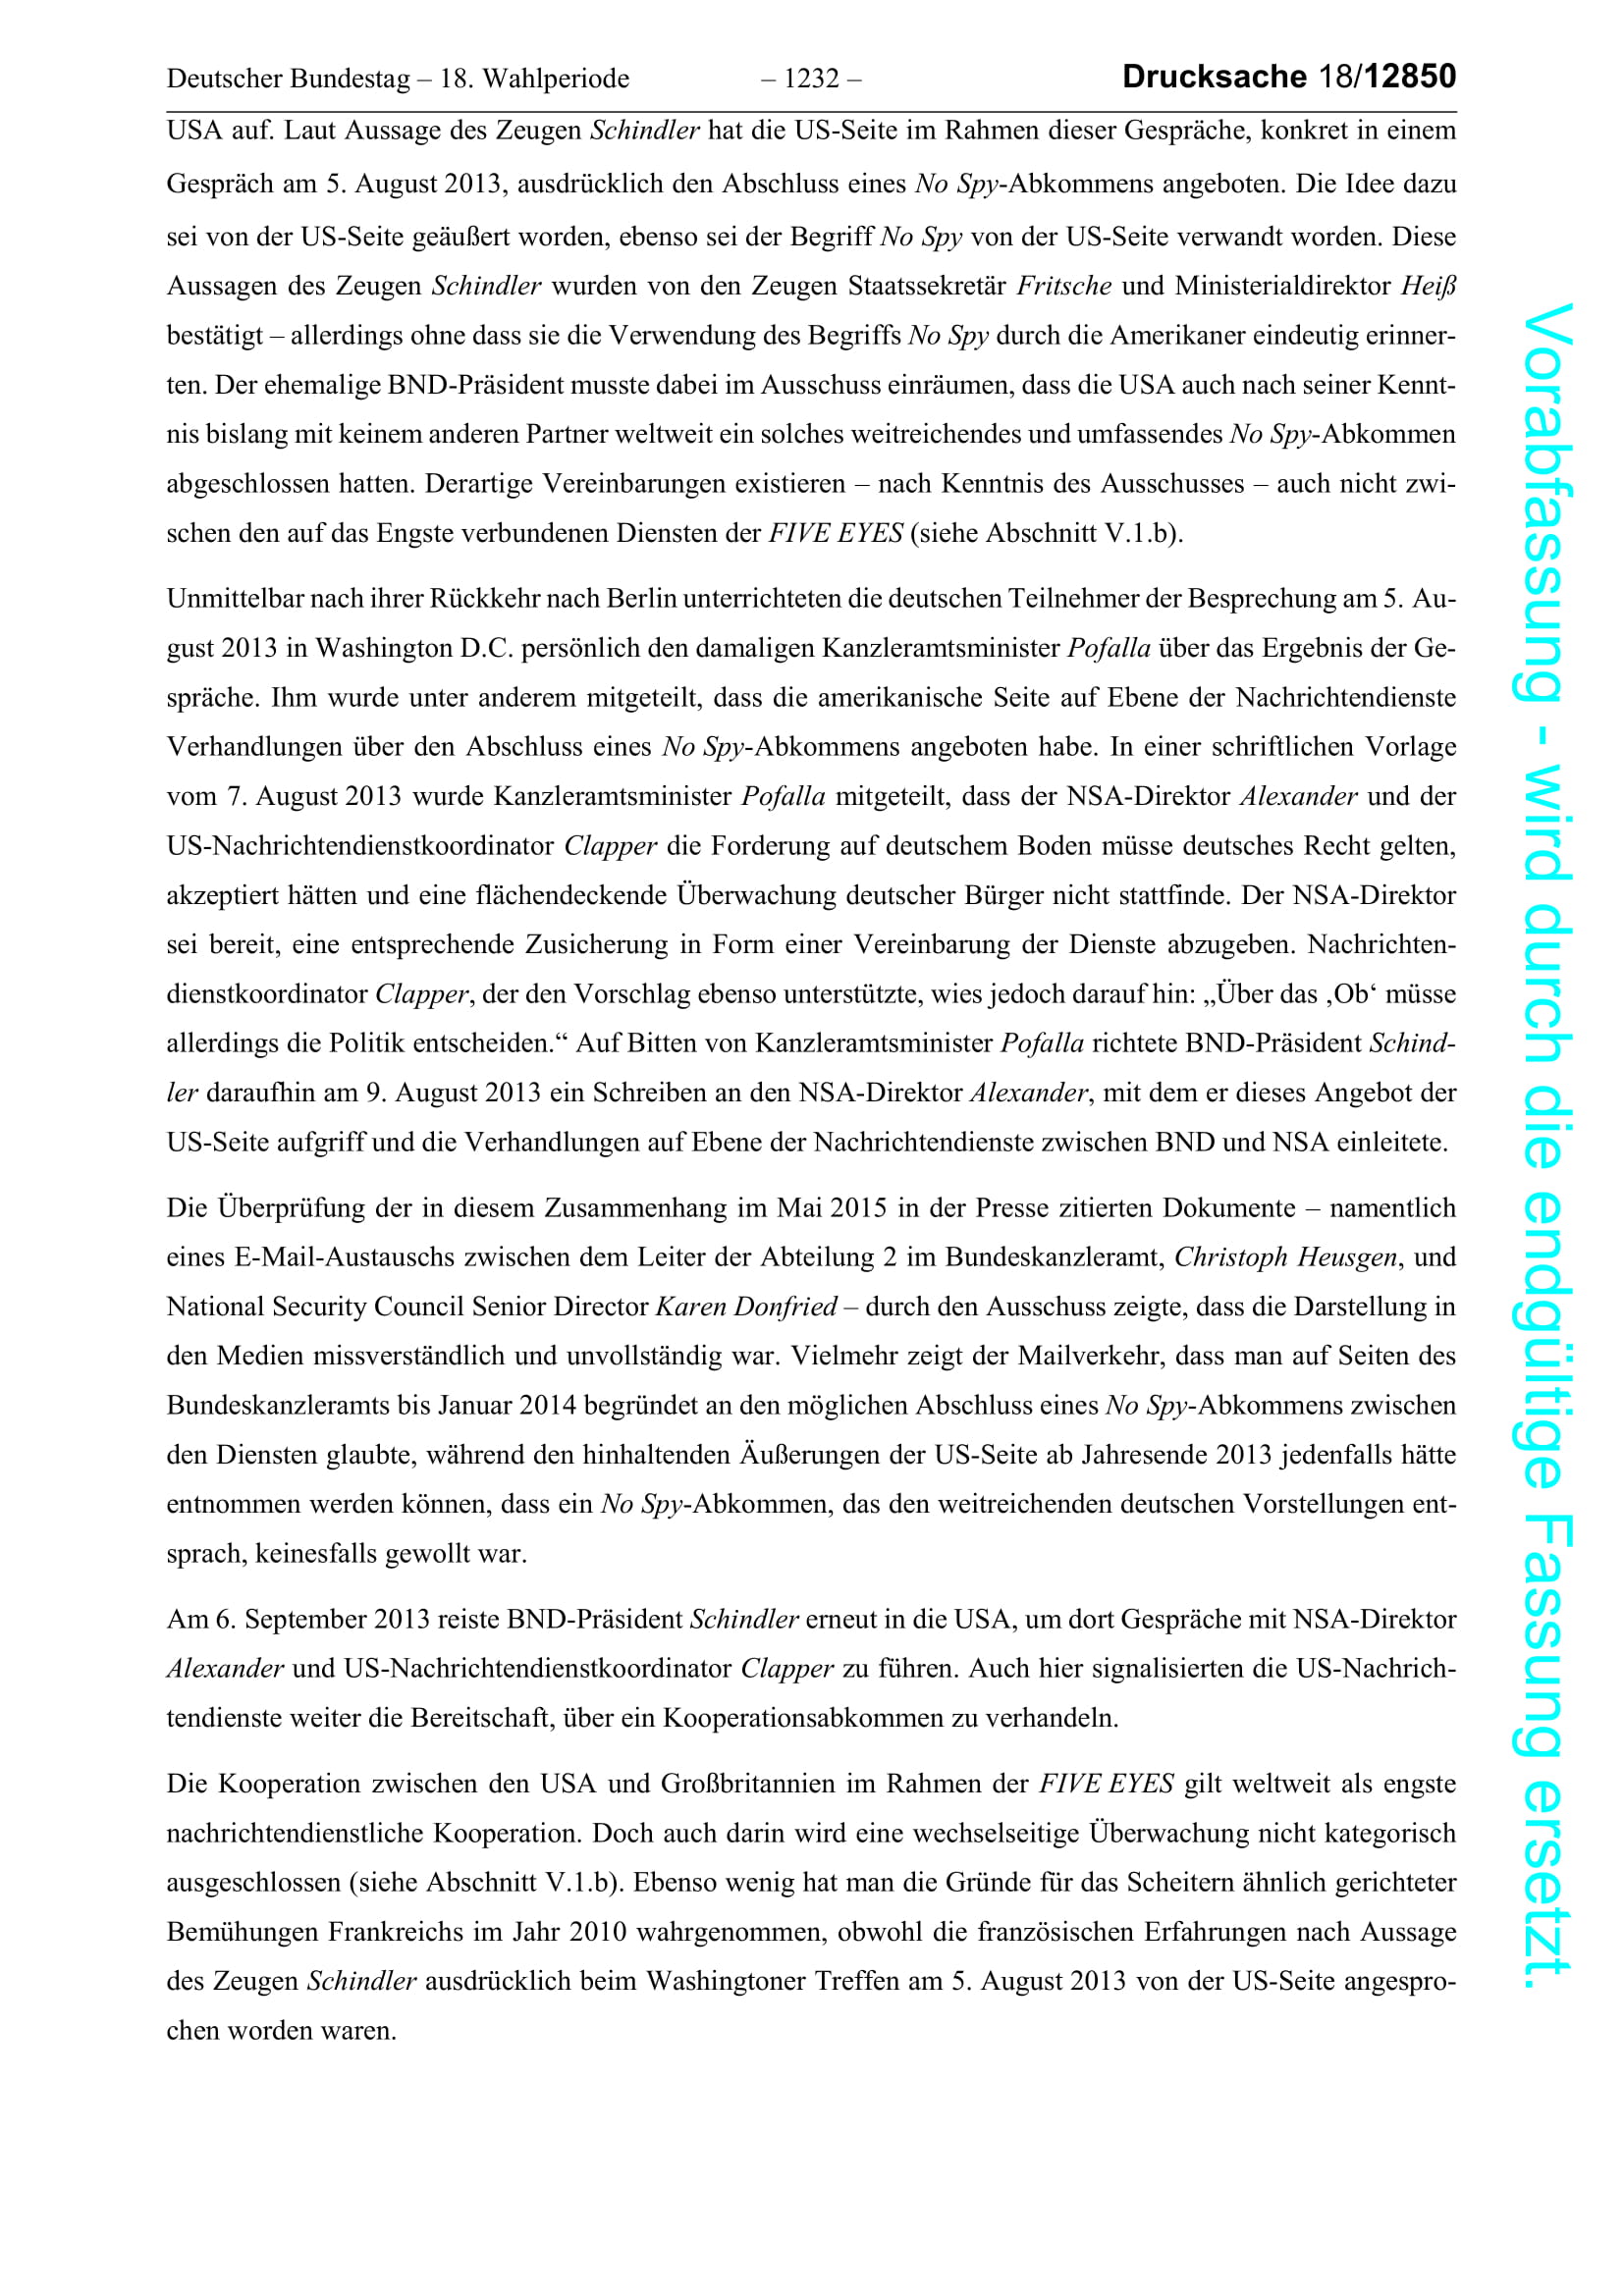 Deutscher Bundestag – 18. Wahlperiode – 1232 – Drucksache 18/12850
USA auf. Laut Aussage des Zeugen Schindler hat die US-Seite im Rahmen dieser Gespräche, konkret in einem
Gespräch am 5. August 2013, ausdrücklich den Abschluss eines No Spy-Abkommens angeboten. Die Idee dazu
sei von der US-Seite geäußert worden, ebenso sei der Begriff No Spy von der US-Seite verwandt worden. Diese
Aussagen des Zeugen Schindler wurden von den Zeugen Staatssekretär Fritsche und Ministerialdirektor Heiß
bestätigt – allerdings ohne dass sie die Verwendung des Begriffs No Spy durch die Amerikaner eindeutig erinner-
ten. Der ehemalige BND-Präsident musste dabei im Ausschuss einräumen, dass die USA auch nach seiner Kennt-
nis bislang mit keinem anderen Partner weltweit ein solches weitreichendes und umfassendes No Spy-Abkommen
abgeschlossen hatten. Derartige Vereinbarungen existieren – nach Kenntnis des Ausschusses – auch nicht zwi-
schen den auf das Engste verbundenen Diensten der FIVE EYES (siehe Abschnitt V.1.b).
Unmittelbar nach ihrer Rückkehr nach Berlin unterrichteten die deutschen Teilnehmer der Besprechung am 5. Au-
gust 2013 in Washington D.C. persönlich den damaligen Kanzleramtsminister Pofalla über das Ergebnis der Ge-
spräche. Ihm wurde unter anderem mitgeteilt, dass die amerikanische Seite auf Ebene der Nachrichtendienste
Verhandlungen über den Abschluss eines No Spy-Abkommens angeboten habe. In einer schriftlichen Vorlage
vom 7. August 2013 wurde Kanzleramtsminister Pofalla mitgeteilt, dass der NSA-Direktor Alexander und der
US-Nachrichtendienstkoordinator Clapper die Forderung auf deutschem Boden müsse deutsches Recht gelten,
akzeptiert hätten und eine flächendeckende Überwachung deutscher Bürger nicht stattfinde. Der NSA-Direktor
sei bereit, eine entsprechende Zusicherung in Form einer Vereinbarung der Dienste abzugeben. Nachrichten-
dienstkoordinator Clapper, der den Vorschlag ebenso unterstützte, wies jedoch darauf hin: „Über das ‚Ob‘ müsse
allerdings die Politik entscheiden.“ Auf Bitten von Kanzleramtsminister Pofalla richtete BND-Präsident Schind-
ler daraufhin am 9. August 2013 ein Schreiben an den NSA-Direktor Alexander, mit dem er dieses Angebot der
US-Seite aufgriff und die Verhandlungen auf Ebene der Nachrichtendienste zwischen BND und NSA einleitete.
Die Überprüfung der in diesem Zusammenhang im Mai 2015 in der Presse zitierten Dokumente – namentlich
eines E-Mail-Austauschs zwischen dem Leiter der Abteilung 2 im Bundeskanzleramt, Christoph Heusgen, und
National Security Council Senior Director Karen Donfried – durch den Ausschuss zeigte, dass die Darstellung in
den Medien missverständlich und unvollständig war. Vielmehr zeigt der Mailverkehr, dass man auf Seiten des
Bundeskanzleramts bis Januar 2014 begründet an den möglichen Abschluss eines No Spy-Abkommens zwischen
den Diensten glaubte, während den hinhaltenden Äußerungen der US-Seite ab Jahresende 2013 jedenfalls hätte
entnommen werden können, dass ein No Spy-Abkommen, das den weitreichenden deutschen Vorstellungen ent-
sprach, keinesfalls gewollt war.
Am 6. September 2013 reiste BND-Präsident Schindler erneut in die USA, um dort Gespräche mit NSA-Direktor
Alexander und US-Nachrichtendienstkoordinator Clapper zu führen. Auch hier signalisierten die US-Nachrich-
tendienste weiter die Bereitschaft, über ein Kooperationsabkommen zu verhandeln.
Die Kooperation zwischen den USA und Großbritannien im Rahmen der FIVE EYES gilt weltweit als engste
nachrichtendienstliche Kooperation. Doch auch darin wird eine wechselseitige Überwachung nicht kategorisch
ausgeschlossen (siehe Abschnitt V.1.b). Ebenso wenig hat man die Gründe für das Scheitern ähnlich gerichteter
Bemühungen Frankreichs im Jahr 2010 wahrgenommen, obwohl die französischen Erfahrungen nach Aussage
des Zeugen Schindler ausdrücklich beim Washingtoner Treffen am 5. August 2013 von der US-Seite angespro-
chen worden waren.
Vorabfassung - wird durch die endgültige Fassung ersetzt.